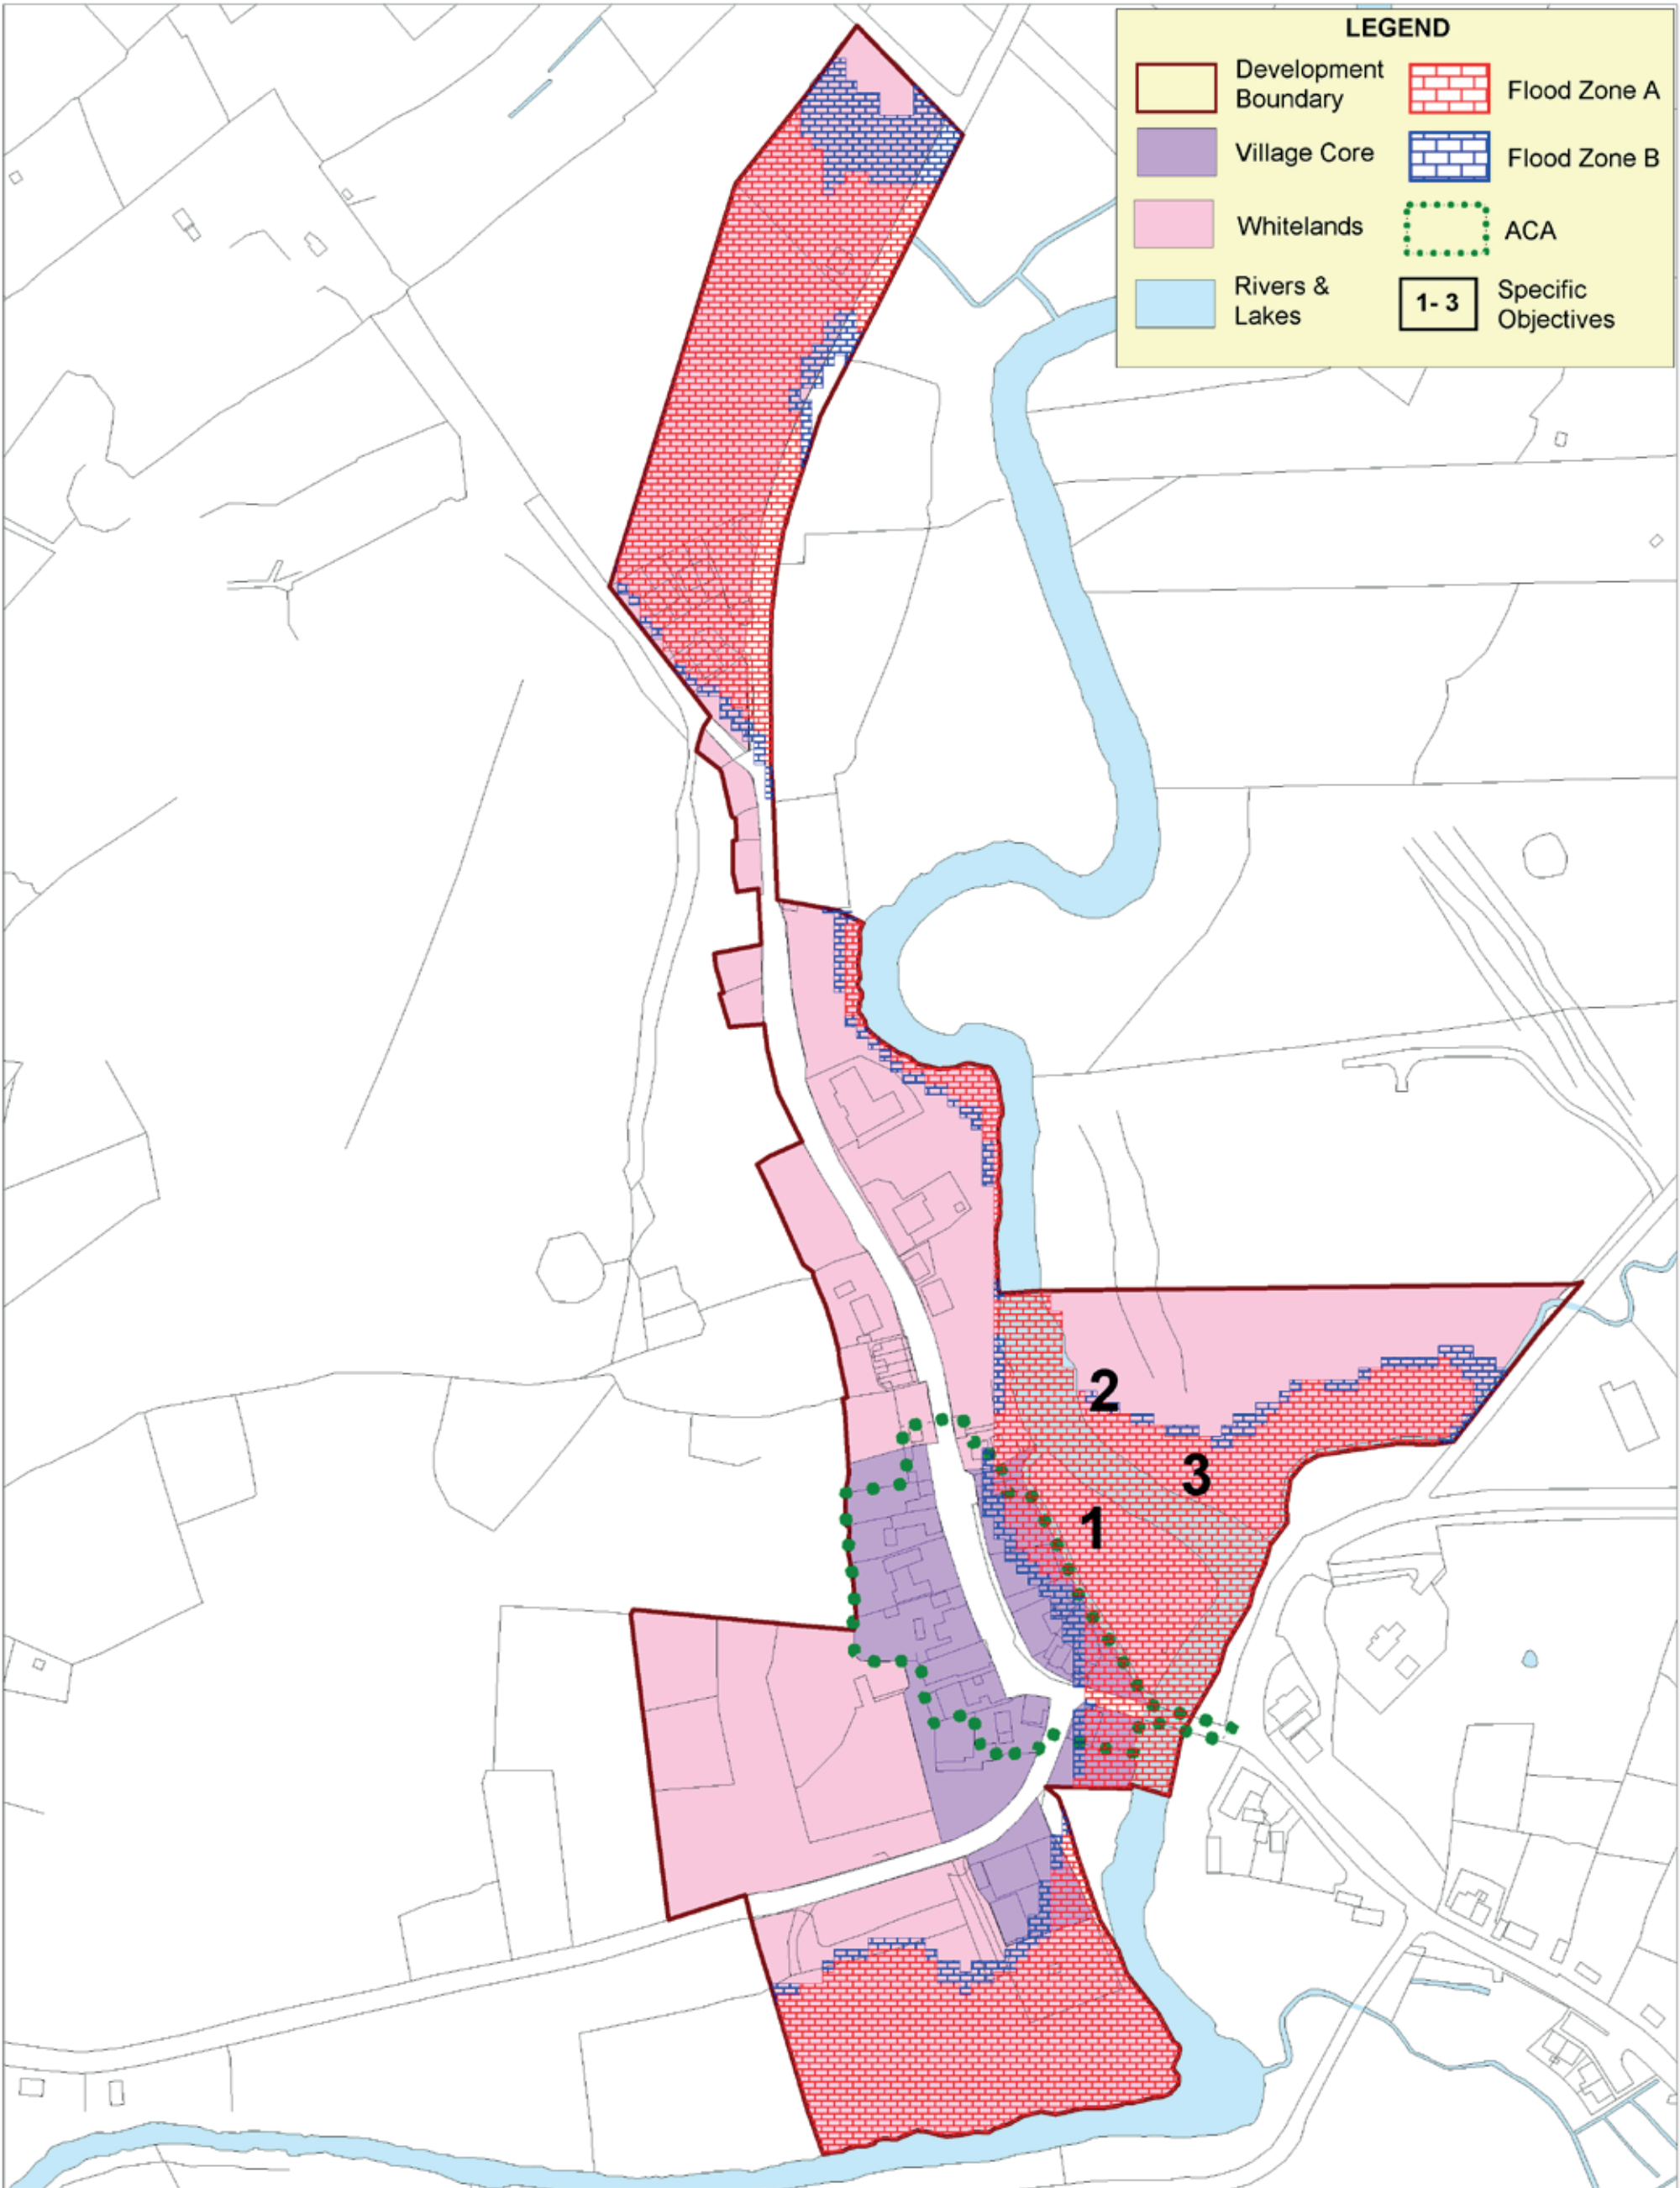 LEGEND
Development
Boundary
Flood Zone A
Village Core
Flood Zone B
Whitelands
ACA
Rivers &
Lakes
1- 3
Specific
Objectives
2
3
1